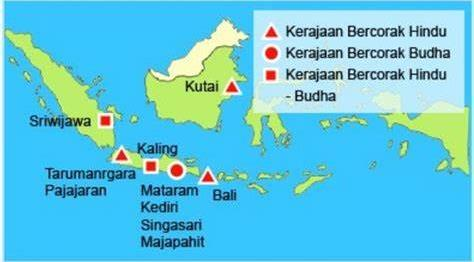 Kerajaan Bercorak Hindu
Kerajaan Bercorak Budha
Kerajaan Bercorak Hindu
- Budha
Kutai
Sriwijawa
Kaling
Tarumanrgara
Pajajaran
Mataram
Kediri
Singasari
Majapahit
Bali